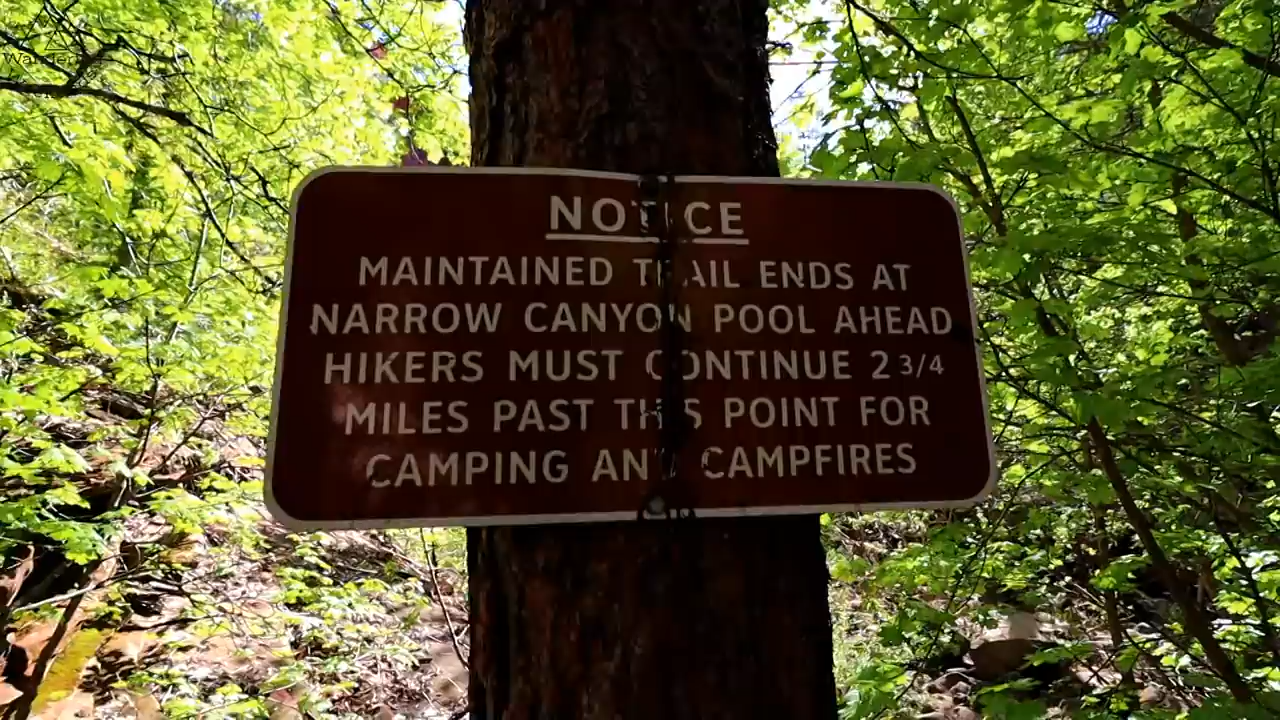 NOTICE
MAINTAINED TRAIL ENDS AT
NARROW CANYON POOL AHEAD
HIKERS MUST CONTINUE 2 3/4
MILES PAST THIS POINT FOR
CAMPING AND CAMPFIRES